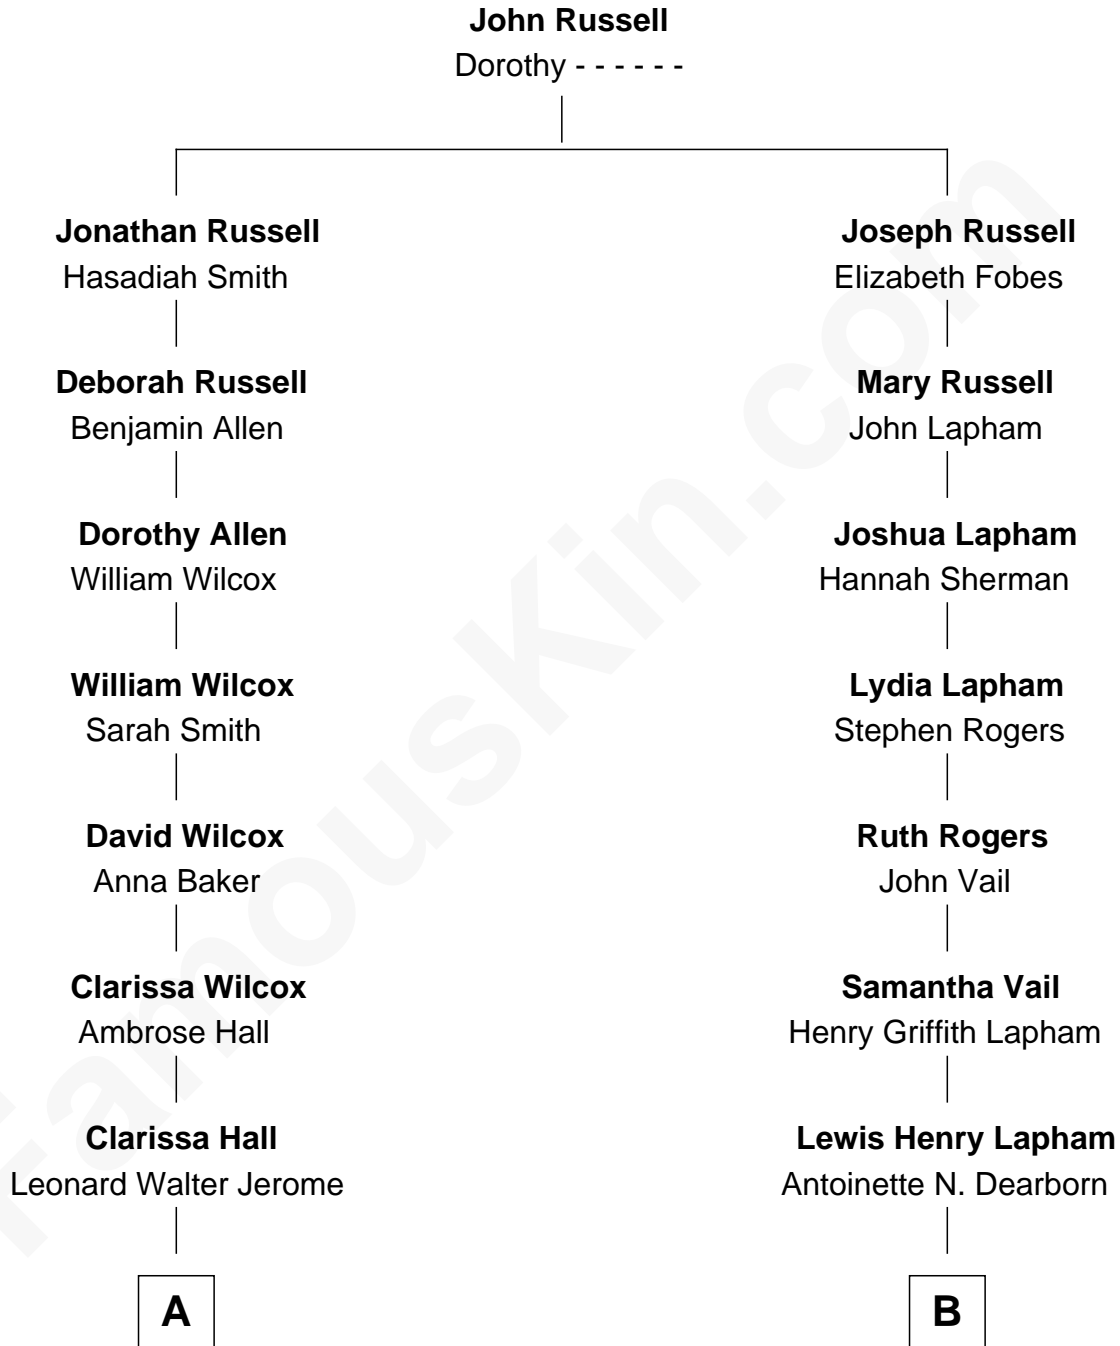 John Russell
Dorothy - - - - - -
Jonathan Russell
Hasadiah Smith
Joseph Russell
Elizabeth Fobes
Deborah Russell
Benjamin Allen
Mary Russell
John Lapham
Dorothy Allen
William Wilcox
Joshua Lapham
Hannah Sherman
William Wilcox
Sarah Smith
Lydia Lapham
Stephen Rogers
David Wilcox
Anna Baker
Ruth Rogers
John Vail
Clarissa Wilcox
Ambrose Hall
Samantha Vail
Henry Griffith Lapham
Clarissa Hall
Leonard Walter Jerome
Lewis Henry Lapham
Antoinette N. Dearborn
A
B
FamousKin.com